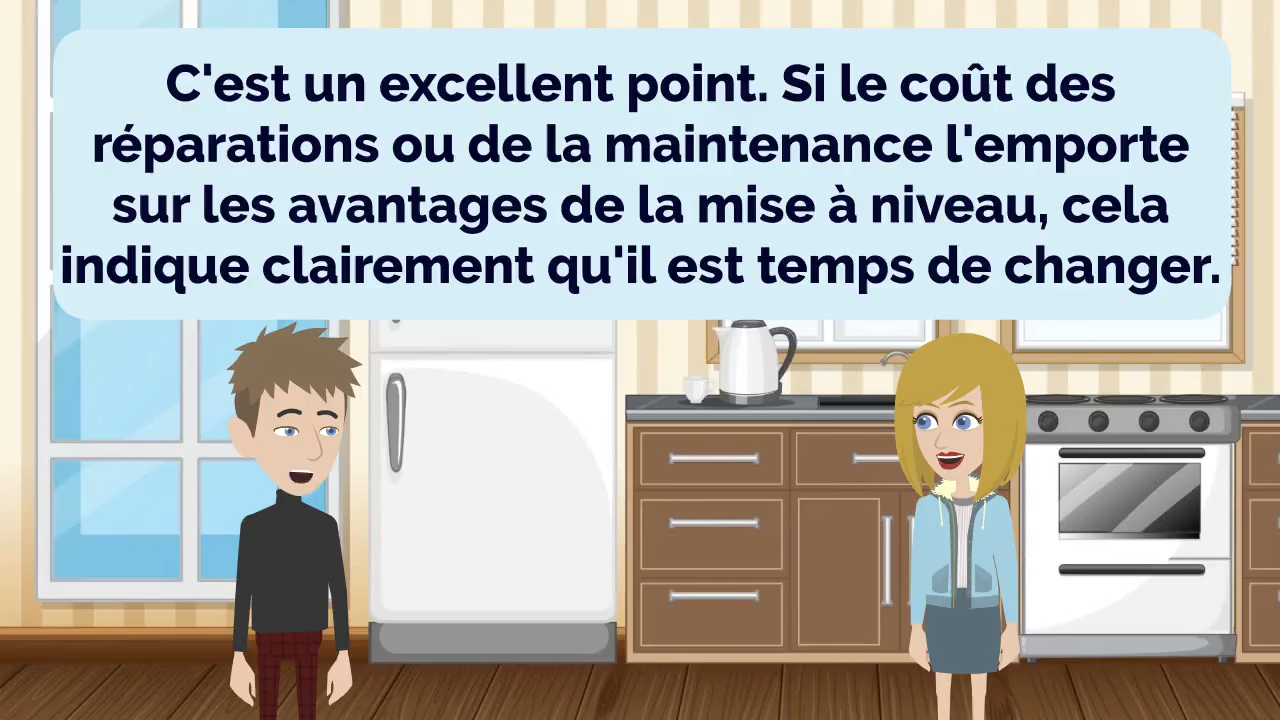 C'est un excellent point. Si le coût des
réparations ou de la maintenance l'emporte
sur les avantages de la mise à niveau, cela
indique clairement qu'il est temps de changer.